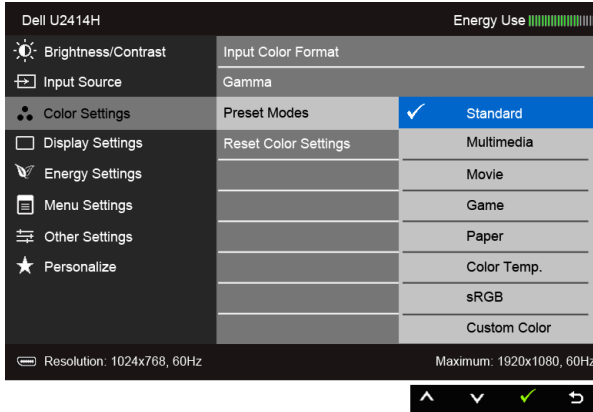 Dell U2414H Energy Use
Brightness/Contrast Input Color Format
Input Source Gamma
Color Settings Preset Modes Standard
Display Settings Reset Color Settings Multimedia
Energy Settings Movie
Menu Settings Game
Other Settings Paper
Personalize Color Temp.
sRGB
Custom Color
Resolution: 1024x768, 60Hz Maximum: 1920x1080, 60Hz